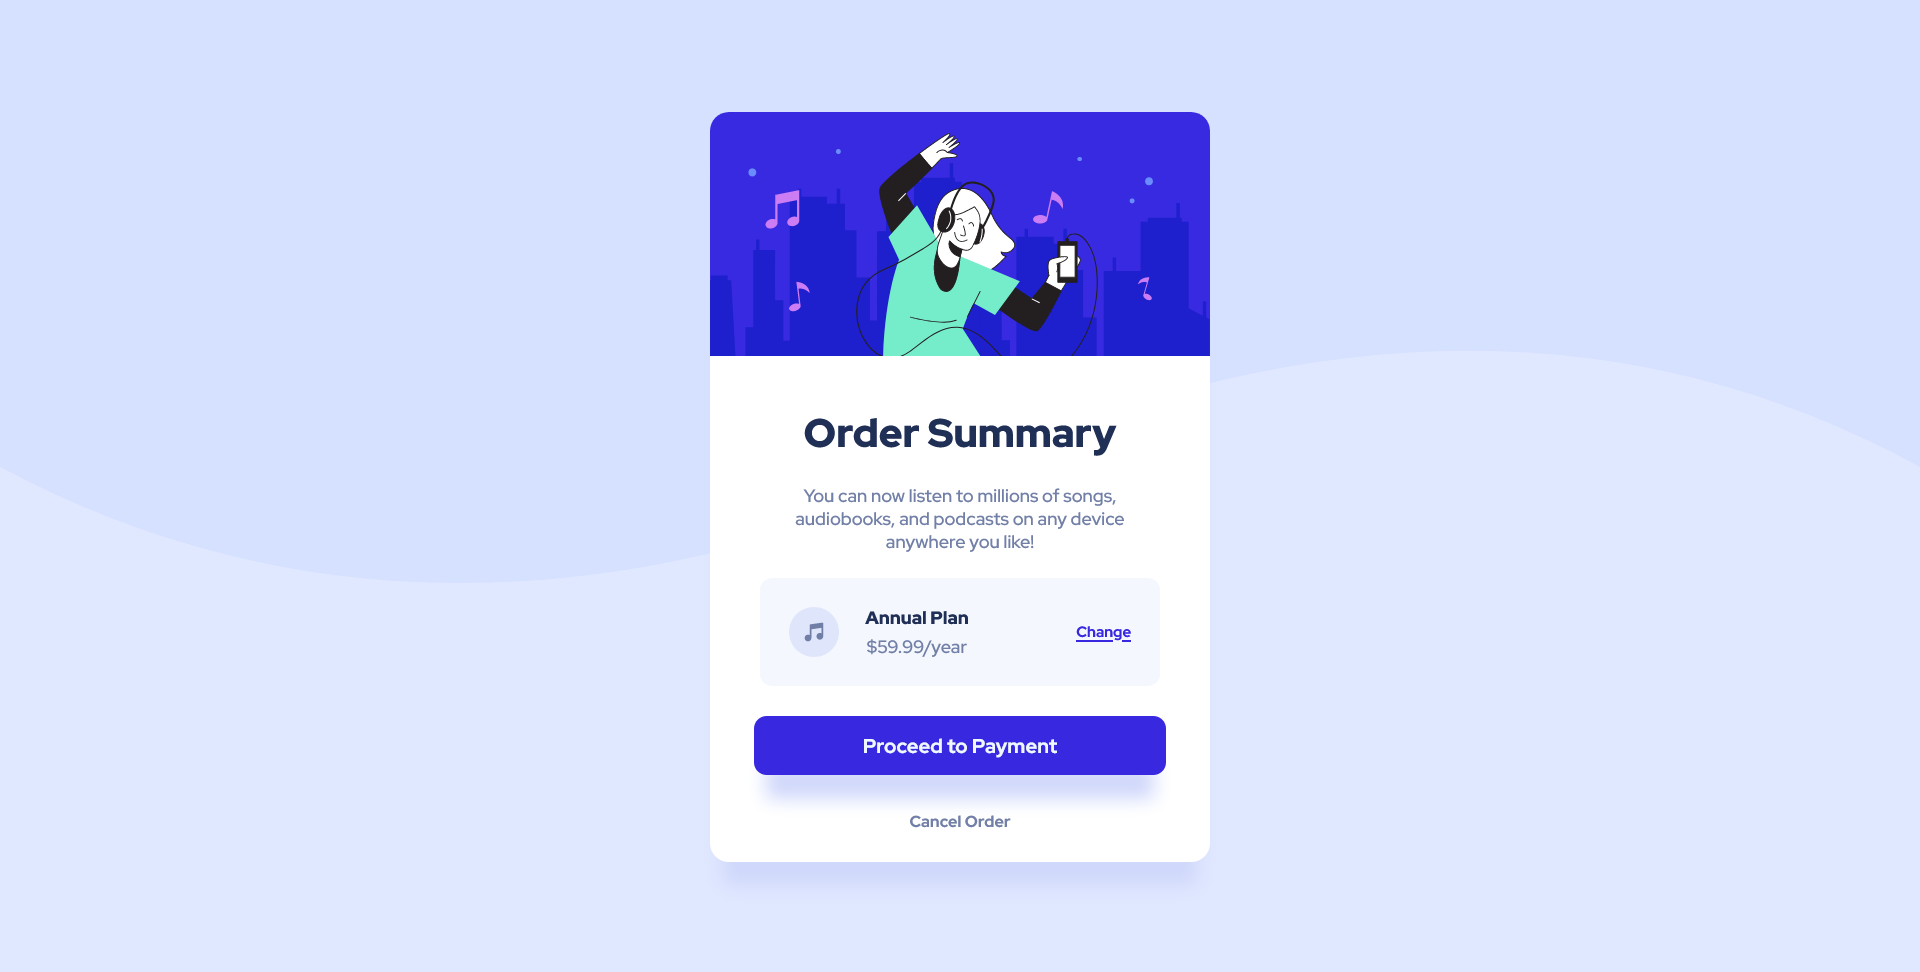 Order Summary
You can now listen to millions of songs,
audiobooks, and podcasts on any device
anywhere you like!
Annual Plan
$59.99/year
Change
Proceed to Payment
Cancel Order